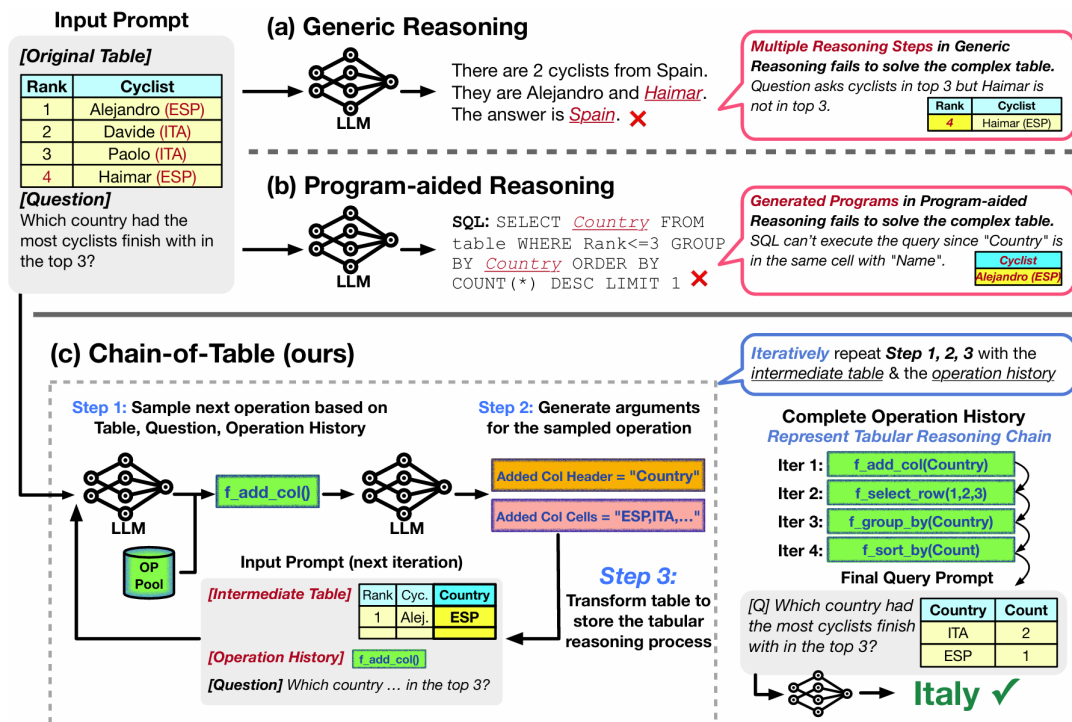 Input Prompt
[Original Table]
Rank Cyclist
1 Alejandro (ESP)
2 Davide (ITA)
3 Paolo (ITA)
4 Haimar (ESP)
[Question]
Which country had the
most cyclists finish with in
the top 3?
(a) Generic Reasoning
LLM
There are 2 cyclists from Spain.
They are Alejandro and Haimar.
The answer is Spain.
Multiple Reasoning Steps in Generic
Reasoning fails to solve the complex table.
Question asks cyclists in top 3 but Haimar is
not in top 3.
Rank Cyclist
4 Haimar (ESP)
(b) Program-aided Reasoning
LLM
SQL: SELECT Country FROM
table WHERE Rank<=3 GROUP
BY Country ORDER BY
COUNT(*) DESC LIMIT 1
Generated Programs in Program-aided
Reasoning fails to solve the complex table.
SQL can't execute the query since "Country" is
in the same cell with "Name".
Cyclist
Alejandro (ESP)
(c) Chain-of-Table (ours)
Iteratively repeat Step 1, 2, 3 with the
intermediate table & the operation history
Step 1: Sample next operation based on
Table, Question, Operation History
LLM
OP
Pool
f_add_col()
LLM
Step 2: Generate arguments
for the sampled operation
Added Col Header = "Country"
Added Col Cells = "ESP,ITA,..."
Step 3:
Transform table to
store the tabular
reasoning process
Input Prompt (next iteration)
[Intermediate Table]
Rank Cyc. Country
1 Alej. ESP
[Operation History] f_add_col()
[Question] Which country ... in the top 3?
Complete Operation History
Represent Tabular Reasoning Chain
Iter 1: f_add_col(Country)
Iter 2: f_select_row(1,2,3)
Iter 3: f_group_by(Country)
Iter 4: f_sort_by(Count)
Final Query Prompt
[Q] Which country had
the most cyclists finish
with in the top 3?
Country Count
ITA 2
ESP 1
LLM
Italy ✓